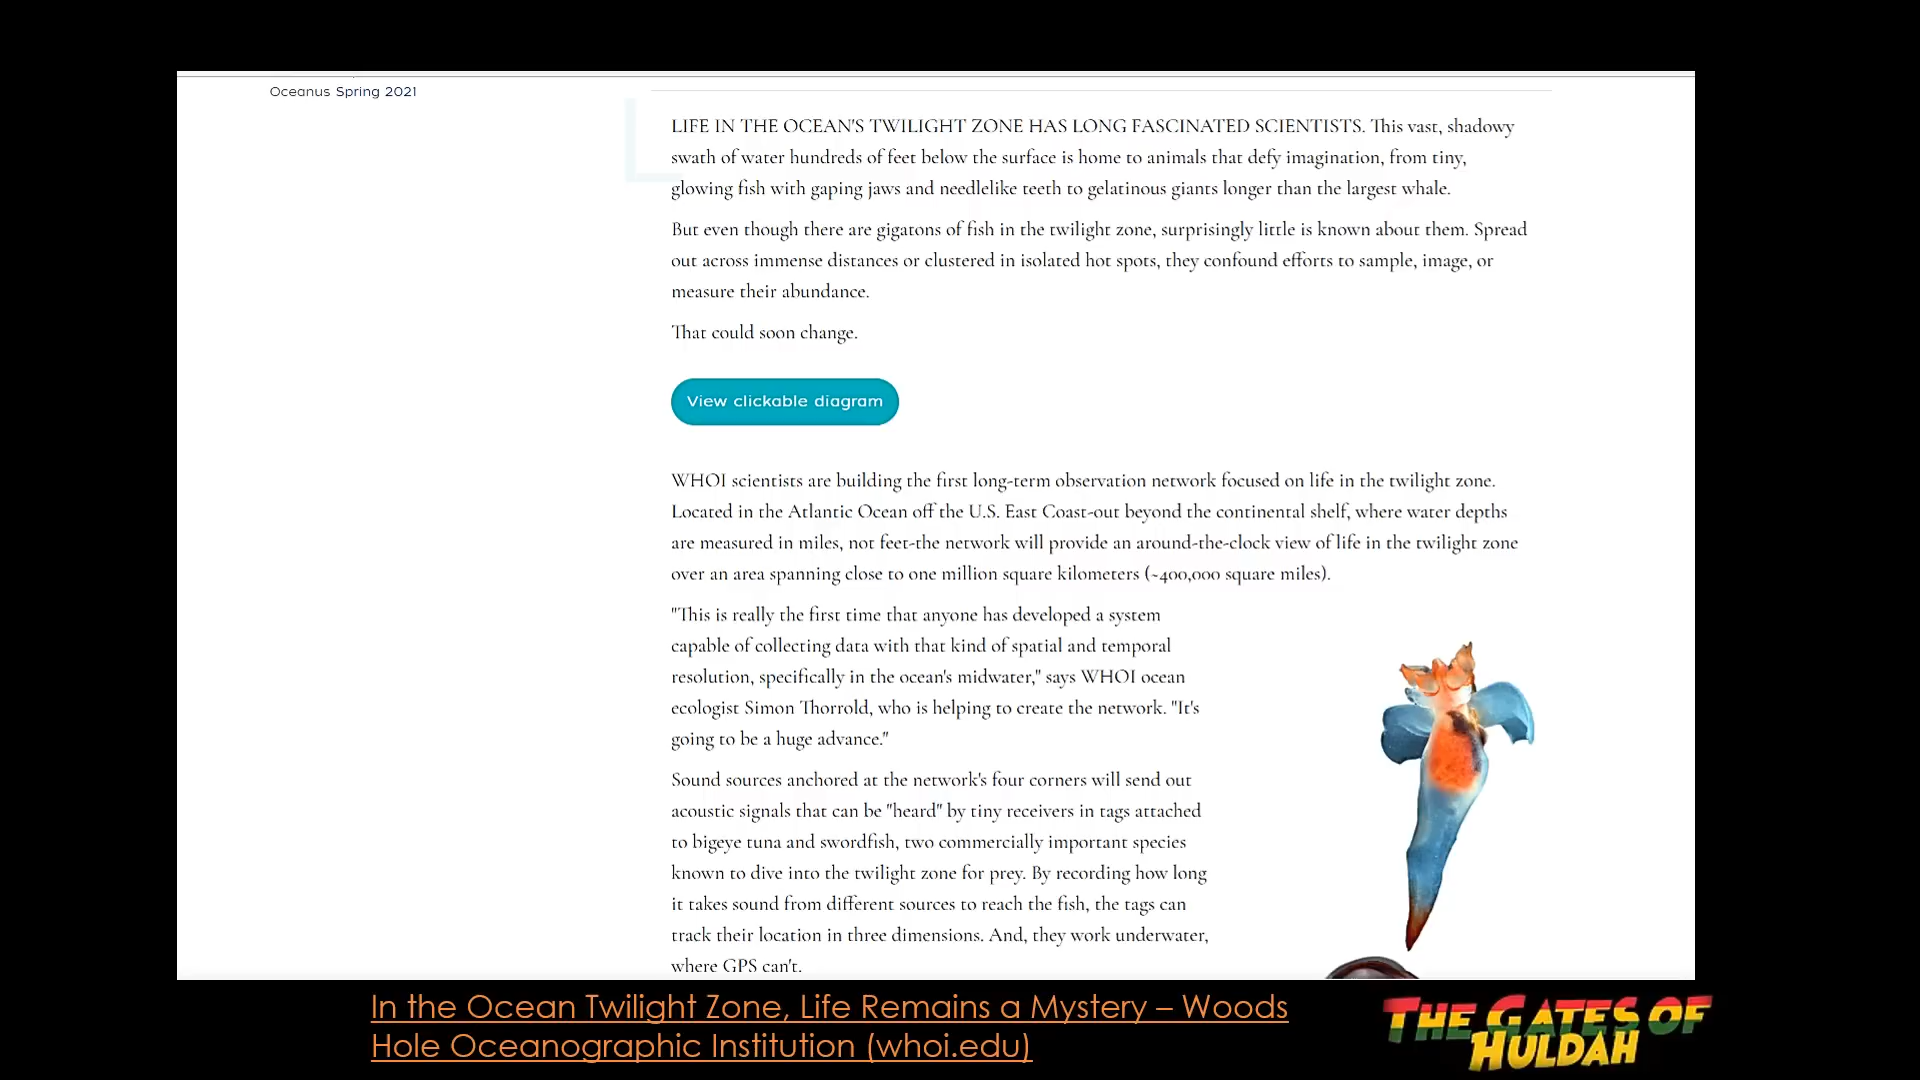 Oceanus Spring 2021
LIFE IN THE OCEAN'S TWILIGHT ZONE HAS LONG FASCINATED SCIENTISTS. This vast, shadowy
swath of water hundreds of feet below the surface is home to animals that defy imagination, from tiny,
glowing fish with gaping jaws and needlelike teeth to gelatinous giants longer than the largest whale.
But even though there are gigatons of fish in the twilight zone, surprisingly little is known about them. Spread
out across immense distances or clustered in isolated hot spots, they confound efforts to sample, image, or
measure their abundance.
That could soon change.
View clickable diagram
WHOI scientists are building the first long-term observation network focused on life in the twilight zone.
Located in the Atlantic Ocean off the U.S. East Coast-out beyond the continental shelf, where water depths
are measured in miles, not feet-the network will provide an around-the-clock view of life in the twilight zone
over an area spanning close to one million square kilometers (~400,000 square miles).
"This is really the first time that anyone has developed a system
capable of collecting data with that kind of spatial and temporal
resolution, specifically in the ocean's midwater," says WHOI ocean
ecologist Simon Thorrold, who is helping to create the network. "It's
going to be a huge advance."
Sound sources anchored at the network's four corners will send out
acoustic signals that can be "heard" by tiny receivers in tags attached
to bigeye tuna and swordfish, two commercially important species
known to dive into the twilight zone for prey. By recording how long
it takes sound from different sources to reach the fish, the tags can
track their location in three dimensions. And, they work underwater,
where GPS can't.
In the Ocean Twilight Zone, Life Remains a Mystery – Woods
Hole Oceanographic Institution (whoi.edu)
THE GATES OF
HULDAH